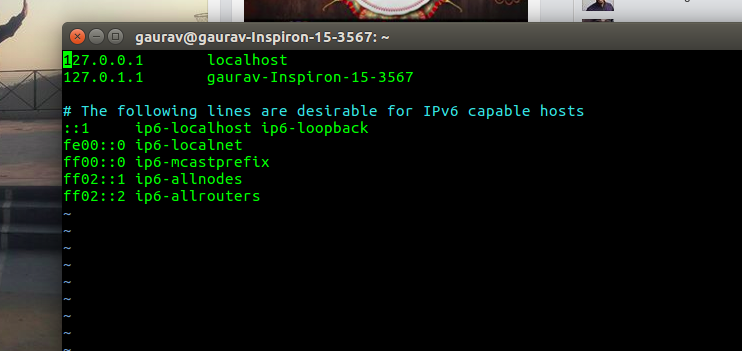 gaurav@gaurav-Inspiron-15-3567: ~
127.0.0.1       localhost
127.0.1.1       gaurav-Inspiron-15-3567
# The following lines are desirable for IPv6 capable hosts
::1     ip6-localhost ip6-loopback
fe00::0 ip6-localnet
ff00::0 ip6-mcastprefix
ff02::1 ip6-allnodes
ff02::2 ip6-allrouters
~
~
~
~
~
~
~
~
~